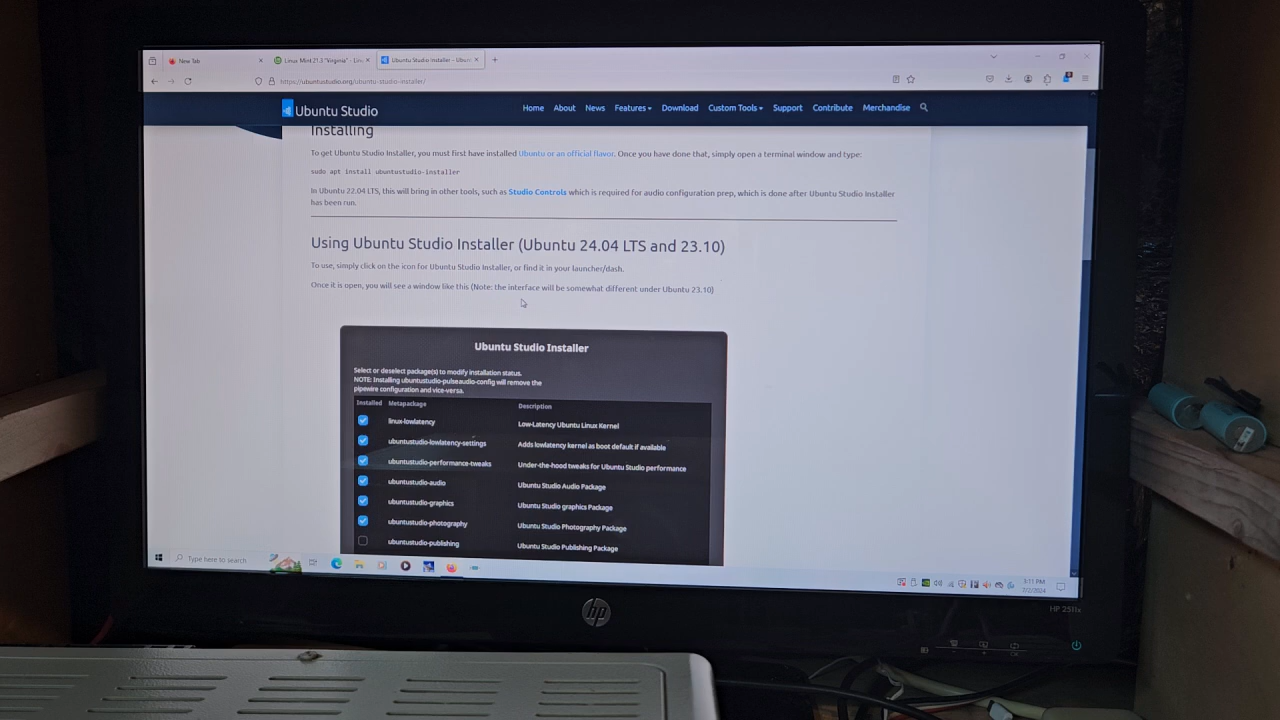 New Tab
Linux Mint 21.3 "Virginia" - Linu
Ubuntu Studio Installer – Ubun
https://ubuntustudio.org/ubuntu-studio-installer/
Ubuntu Studio
Home About News Features Download Custom Tools Support Contribute Merchandise
Installing
To get Ubuntu Studio Installer, you must first have installed Ubuntu or an official flavor. Once you have done that, simply open a terminal window and type:
sudo apt install ubuntustudio-installer
In Ubuntu 22.04 LTS, this will bring in other tools, such as Studio Controls which is required for audio configuration prep, which is done after Ubuntu Studio Installer
has been run.
Using Ubuntu Studio Installer (Ubuntu 24.04 LTS and 23.10)
To use, simply click on the icon for Ubuntu Studio Installer, or find it in your launcher/dash.
Once it is open, you will see a window like this (Note: the interface will be somewhat different under Ubuntu 23.10)
Ubuntu Studio Installer
Select or deselect package(s) to modify installation status.
NOTE: Installing ubuntustudio-pulseaudio-config will remove the
pipewire configuration and vice-versa.
Installed Metapackage Description
linux-lowlatency Low-Latency Ubuntu Linux Kernel
ubuntustudio-lowlatency-settings Adds lowlatency kernel as boot default if available
ubuntustudio-performance-tweaks Under-the-hood tweaks for Ubuntu Studio performance
ubuntustudio-audio Ubuntu Studio Audio Package
ubuntustudio-graphics Ubuntu Studio graphics Package
ubuntustudio-photography Ubuntu Studio Photography Package
ubuntustudio-publishing Ubuntu Studio Publishing Package
Type here to search
3:11 PM
7/2/2024
hp
HP 2511x